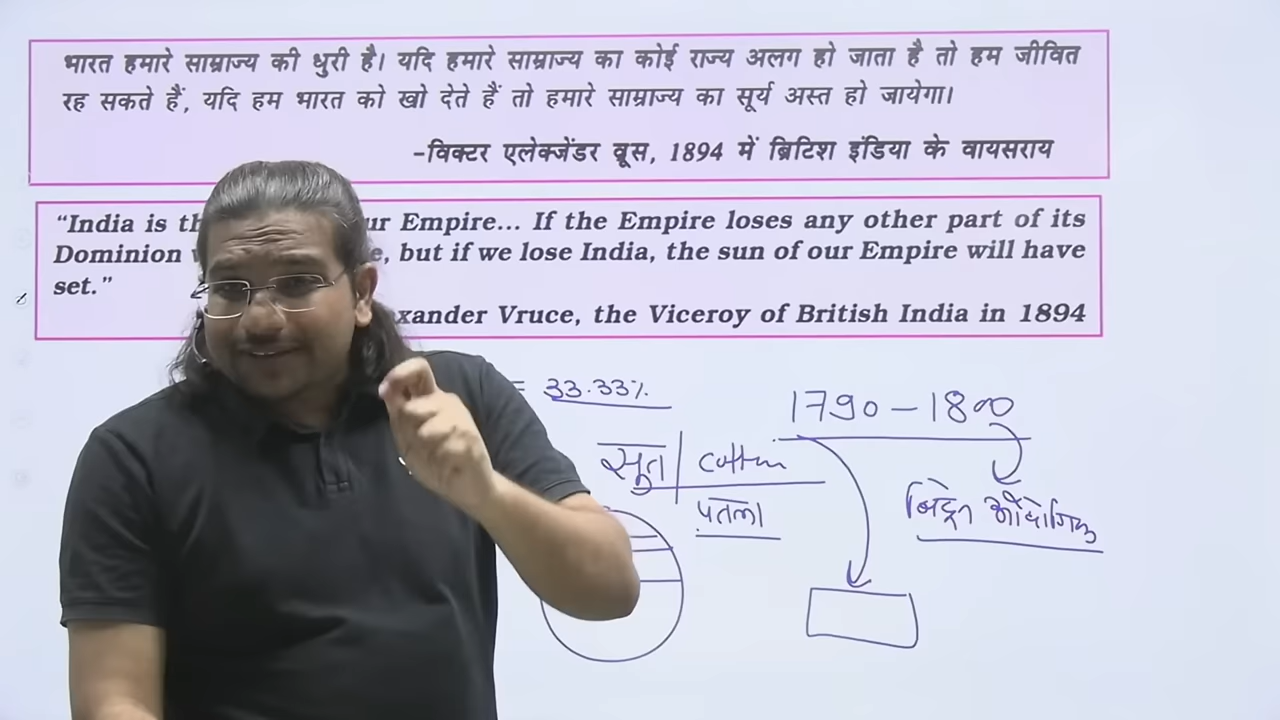 भारत हमारे साम्राज्य की धुरी है। यदि हमारे साम्राज्य का कोई राज्य अलग हो जाता है तो हम जीवित
रह सकते हैं, यदि हम भारत को खो देते हैं तो हमारे साम्राज्य का सूर्य अस्त हो जायेगा।
-विक्टर एलेक्जेंडर ब्रूस, 1894 में ब्रिटिश इंडिया के वायसराय
“India is ur Empire... If the Empire loses any other part of its
Dominion but if we lose India, the sun of our Empire will have
set.”
xander Vruce, the Viceroy of British India in 1894
= 33.33%
1790-1800
सूत cotton
पतला